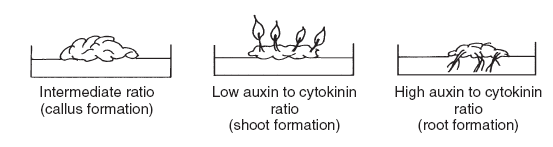 Intermediate ratio
(callus formation)
Low auxin to cytokinin
ratio
(shoot formation)
High auxin to cytokinin
ratio
(root formation)